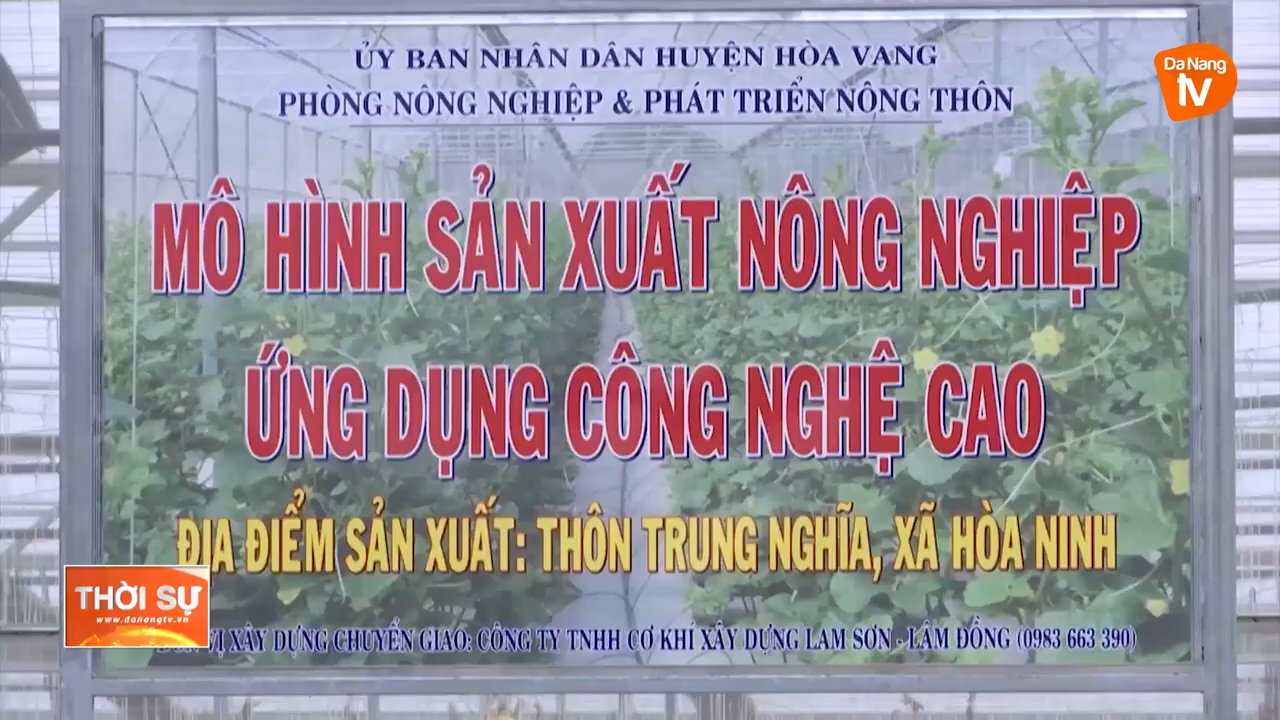 ỦY BAN NHÂN DÂN HUYỆN HÒA VANG
PHÒNG NÔNG NGHIỆP & PHÁT TRIỂN NÔNG THÔN
Da Nang
tv
MÔ HÌNH SẢN XUẤT NÔNG NGHIỆP
ỨNG DỤNG CÔNG NGHỆ CAO
ĐỊA ĐIỂM SẢN XUẤT: THÔN TRUNG NGHĨA, XÃ HÒA NINH
THỜI SỰ
www.danangtv.vn
VỊ XÂY DỰNG CHUYỂN GIAO: CÔNG TY TNHH CƠ KHÍ XÂY DỰNG LAM SƠN - LÂM ĐỒNG (0983 663 390)